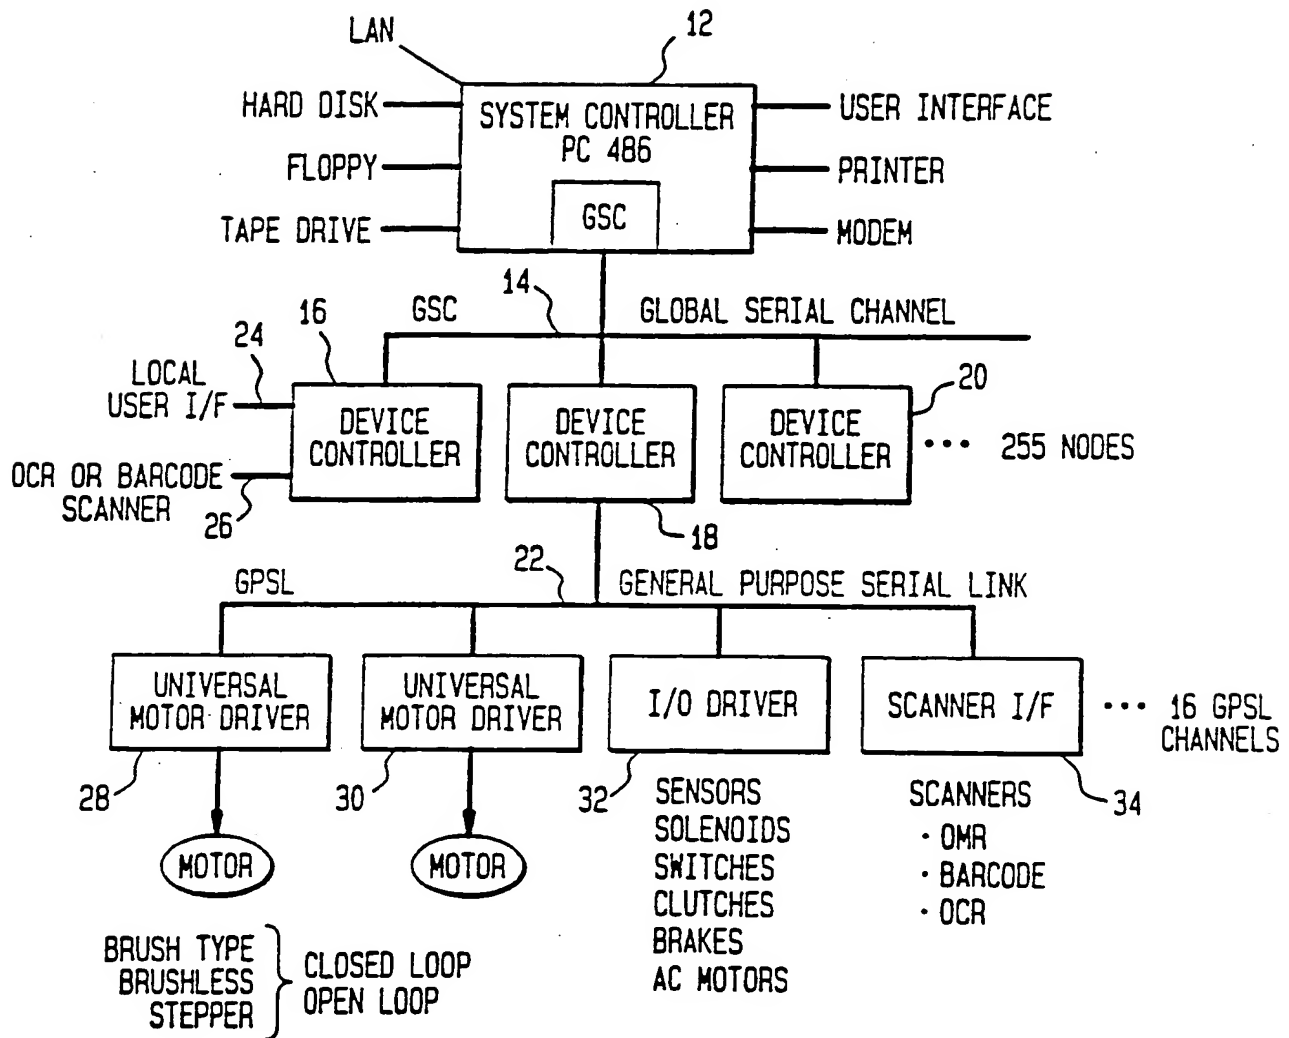 LAN
12
HARD DISK
FLOPPY
TAPE DRIVE
SYSTEM CONTROLLER
PC 486
GSC
USER INTERFACE
PRINTER
MODEM
14
GSC
GLOBAL SERIAL CHANNEL
16
24
LOCAL
USER I/F
OCR OR BARCODE
SCANNER
26
DEVICE
CONTROLLER
DEVICE
CONTROLLER
18
DEVICE
CONTROLLER
20
••• 255 NODES
22
GPSL
GENERAL PURPOSE SERIAL LINK
UNIVERSAL
MOTOR DRIVER
28
UNIVERSAL
MOTOR DRIVER
30
I/O DRIVER
32
SCANNER I/F
34
••• 16 GPSL
CHANNELS
MOTOR
MOTOR
BRUSH TYPE
BRUSHLESS
STEPPER
CLOSED LOOP
OPEN LOOP
SENSORS
SOLENOIDS
SWITCHES
CLUTCHES
BRAKES
AC MOTORS
SCANNERS
• OMR
• BARCODE
• OCR